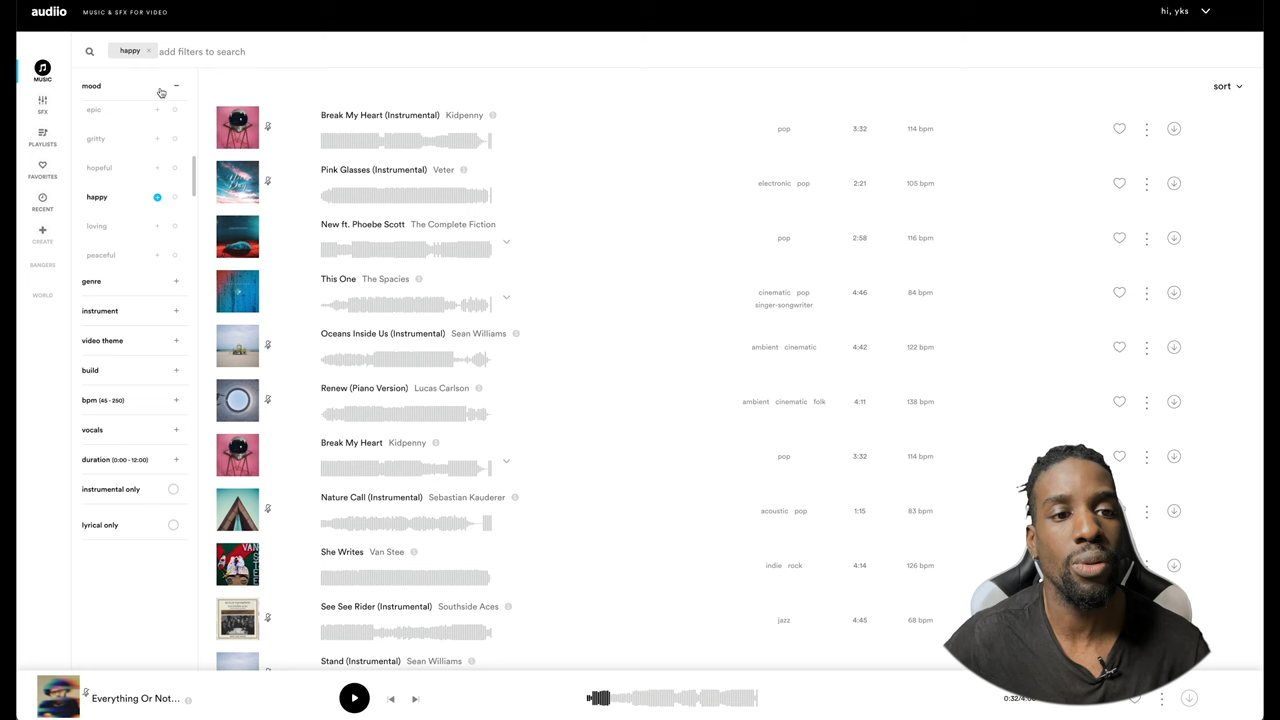 audiio
MUSIC & SFX FOR VIDEO
hi, yks
happy ×
add filters to search
MUSIC
SFX
PLAYLISTS
FAVORITES
RECENT
CREATE
BANGERS
WORLD
mood
epic
gritty
hopeful
happy
loving
peaceful
genre
instrument
video theme
build
bpm (45 - 250)
vocals
duration (0:00 - 12:00)
instrumental only
lyrical only
sort
Break My Heart (Instrumental) Kidpenny
pop 3:32 114 bpm
Pink Glasses (Instrumental) Veter
electronic pop 2:21 105 bpm
New ft. Phoebe Scott The Complete Fiction
pop 2:58 116 bpm
This One The Spacies
cinematic pop
singer-songwriter
4:46 84 bpm
Oceans Inside Us (Instrumental) Sean Williams
ambient cinematic 4:42 122 bpm
Renew (Piano Version) Lucas Carlson
ambient cinematic folk 4:11 138 bpm
Break My Heart Kidpenny
pop 3:32 114 bpm
Nature Call (Instrumental) Sebastian Kauderer
acoustic pop 1:15 83 bpm
She Writes Van Stee
indie rock 4:14 126 bpm
VAN
See See Rider (Instrumental) Southside Aces
jazz 4:45 68 bpm
Stand (Instrumental) Sean Williams
Everything Or Not...